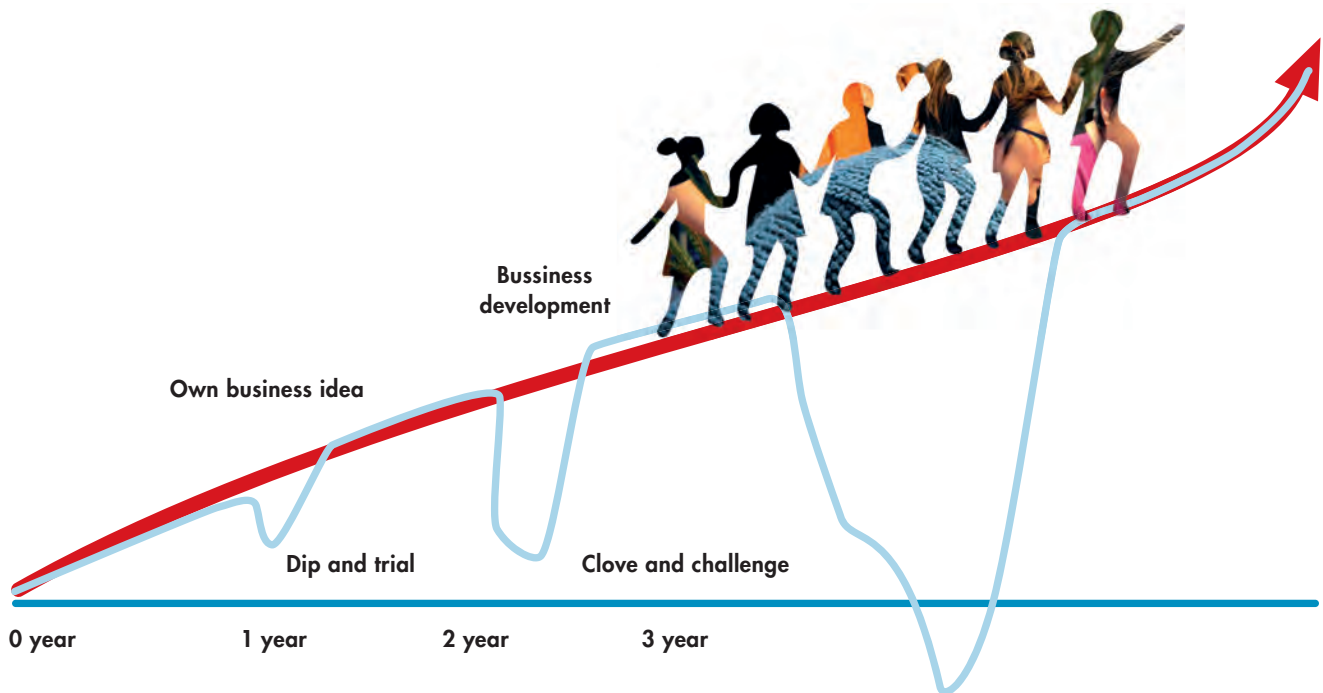 Bussiness
development
Own business idea
Dip and trial
Clove and challenge
0 year
1 year
2 year
3 year